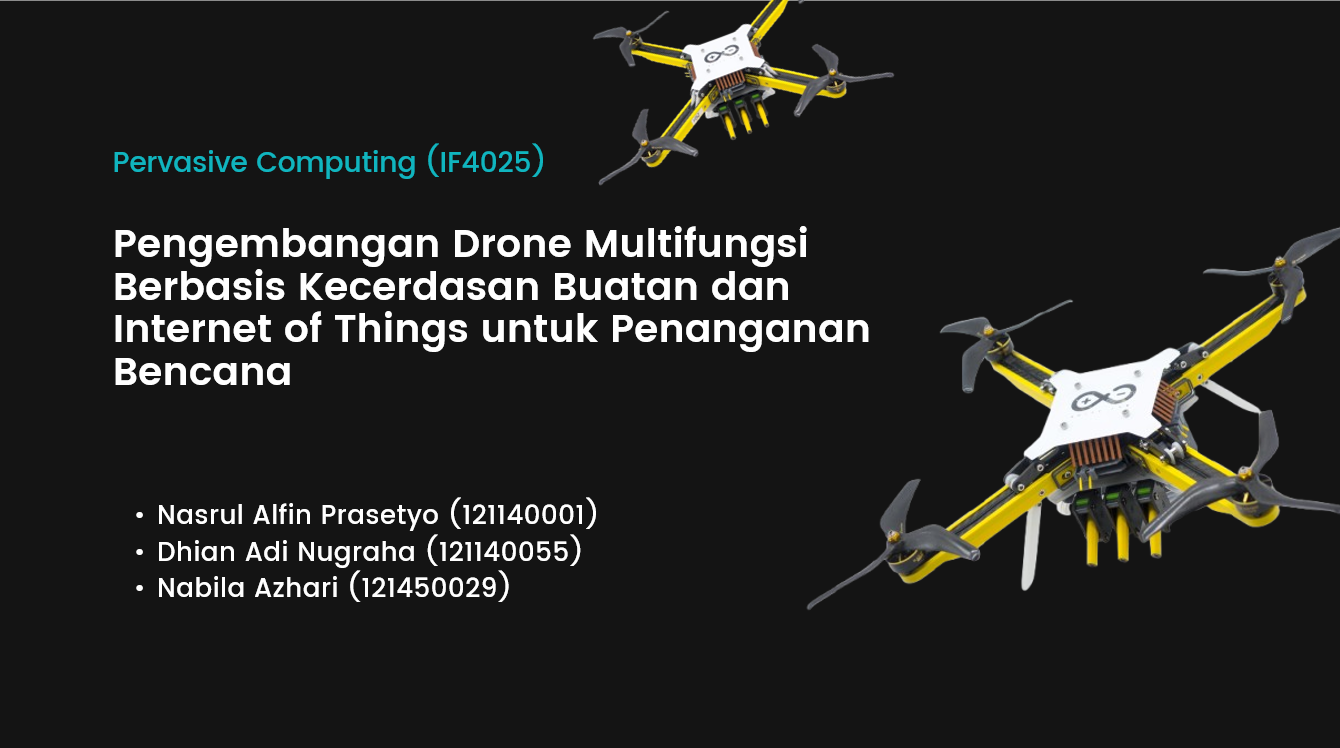 Pervasive Computing (IF4025)
Pengembangan Drone Multifungsi
Berbasis Kecerdasan Buatan dan
Internet of Things untuk Penanganan
Bencana
• Nasrul Alfin Prasetyo (121140001)
• Dhian Adi Nugraha (121140055)
• Nabila Azhari (121450029)